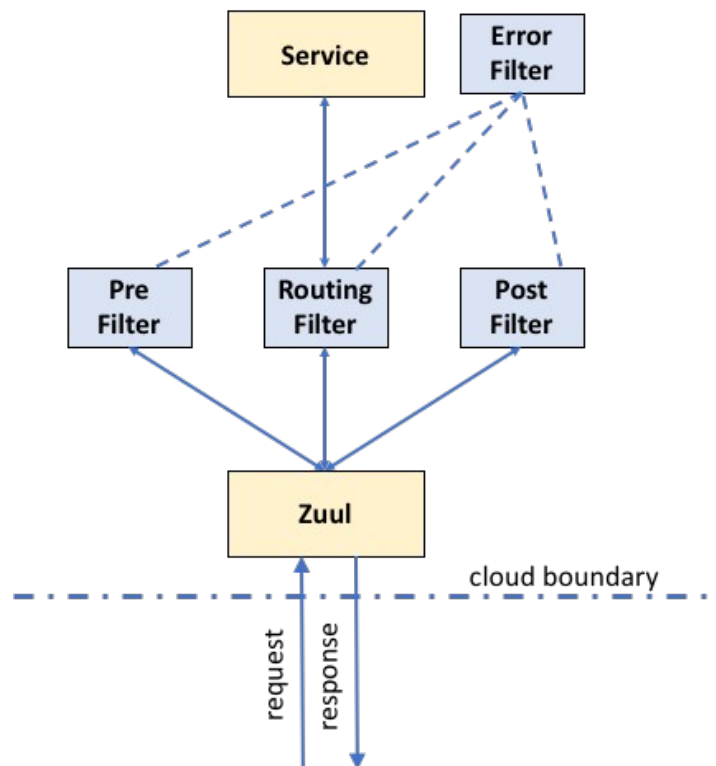 Service
Error
Filter
Pre
Filter
Routing
Filter
Post
Filter
Zuul
cloud boundary
request
response